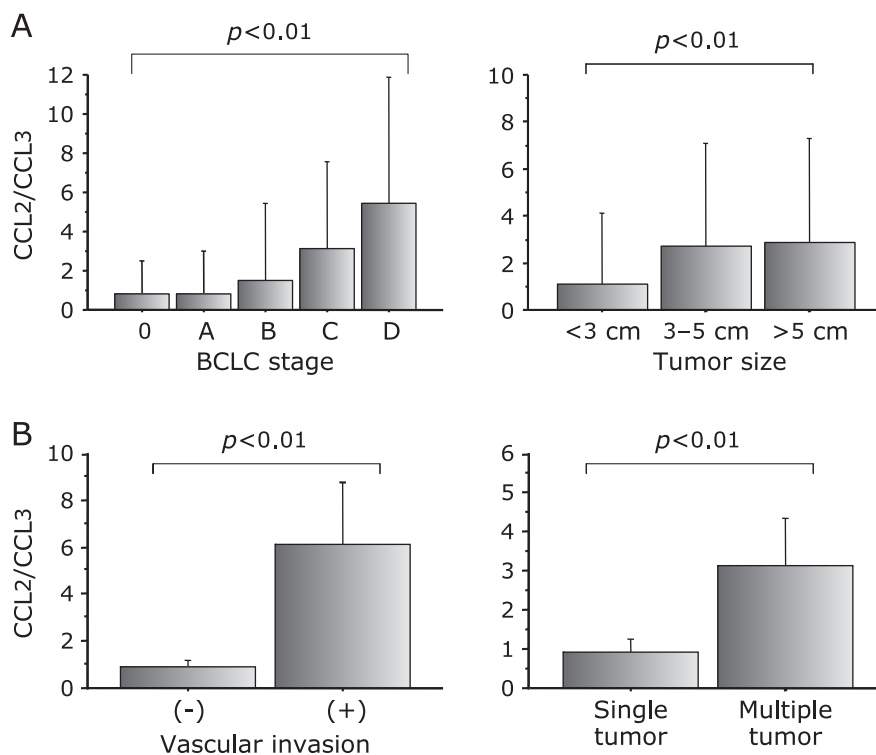 A
p<0.01
CCL2/CCL3
12
10
8
6
4
2
0
0 A B C D
BCLC stage
p<0.01
10
8
6
4
2
0
<3 cm 3–5 cm >5 cm
Tumor size
B
p<0.01
CCL2/CCL3
10
8
6
4
2
0
(-) (+)
Vascular invasion
p<0.01
6
5
4
3
2
1
0
Single tumor
Multiple tumor